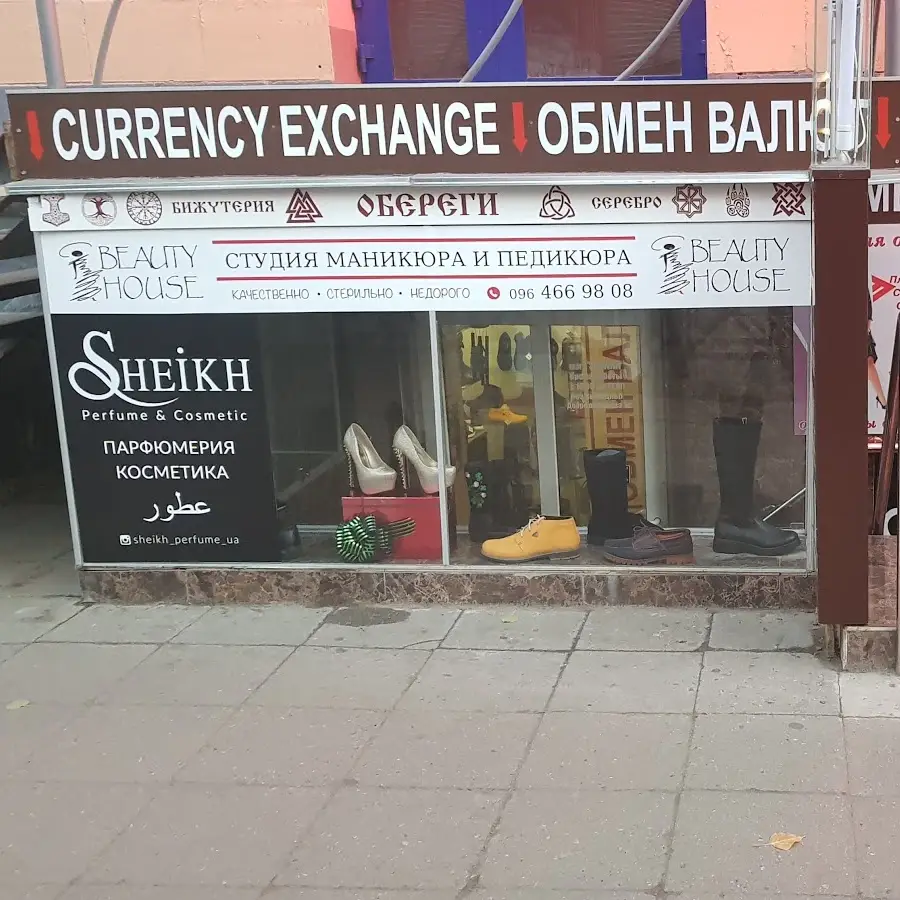 CURRENCY EXCHANGE ОБМЕН ВАЛЮТ
БИЖУТЕРИЯ ОБЕРЕГИ СЕРЕБРО
BEAUTY HOUSE
СТУДИЯ МАНИКЮРА И ПЕДИКЮРА
КАЧЕСТВЕННО • СТЕРИЛЬНО • НЕДОРОГО 096 466 98 08
BEAUTY HOUSE
SHEIKH
Perfume & Cosmetic
ПАРФЮМЕРИЯ
КОСМЕТИКА
عطور
sheikh_perfume_ua